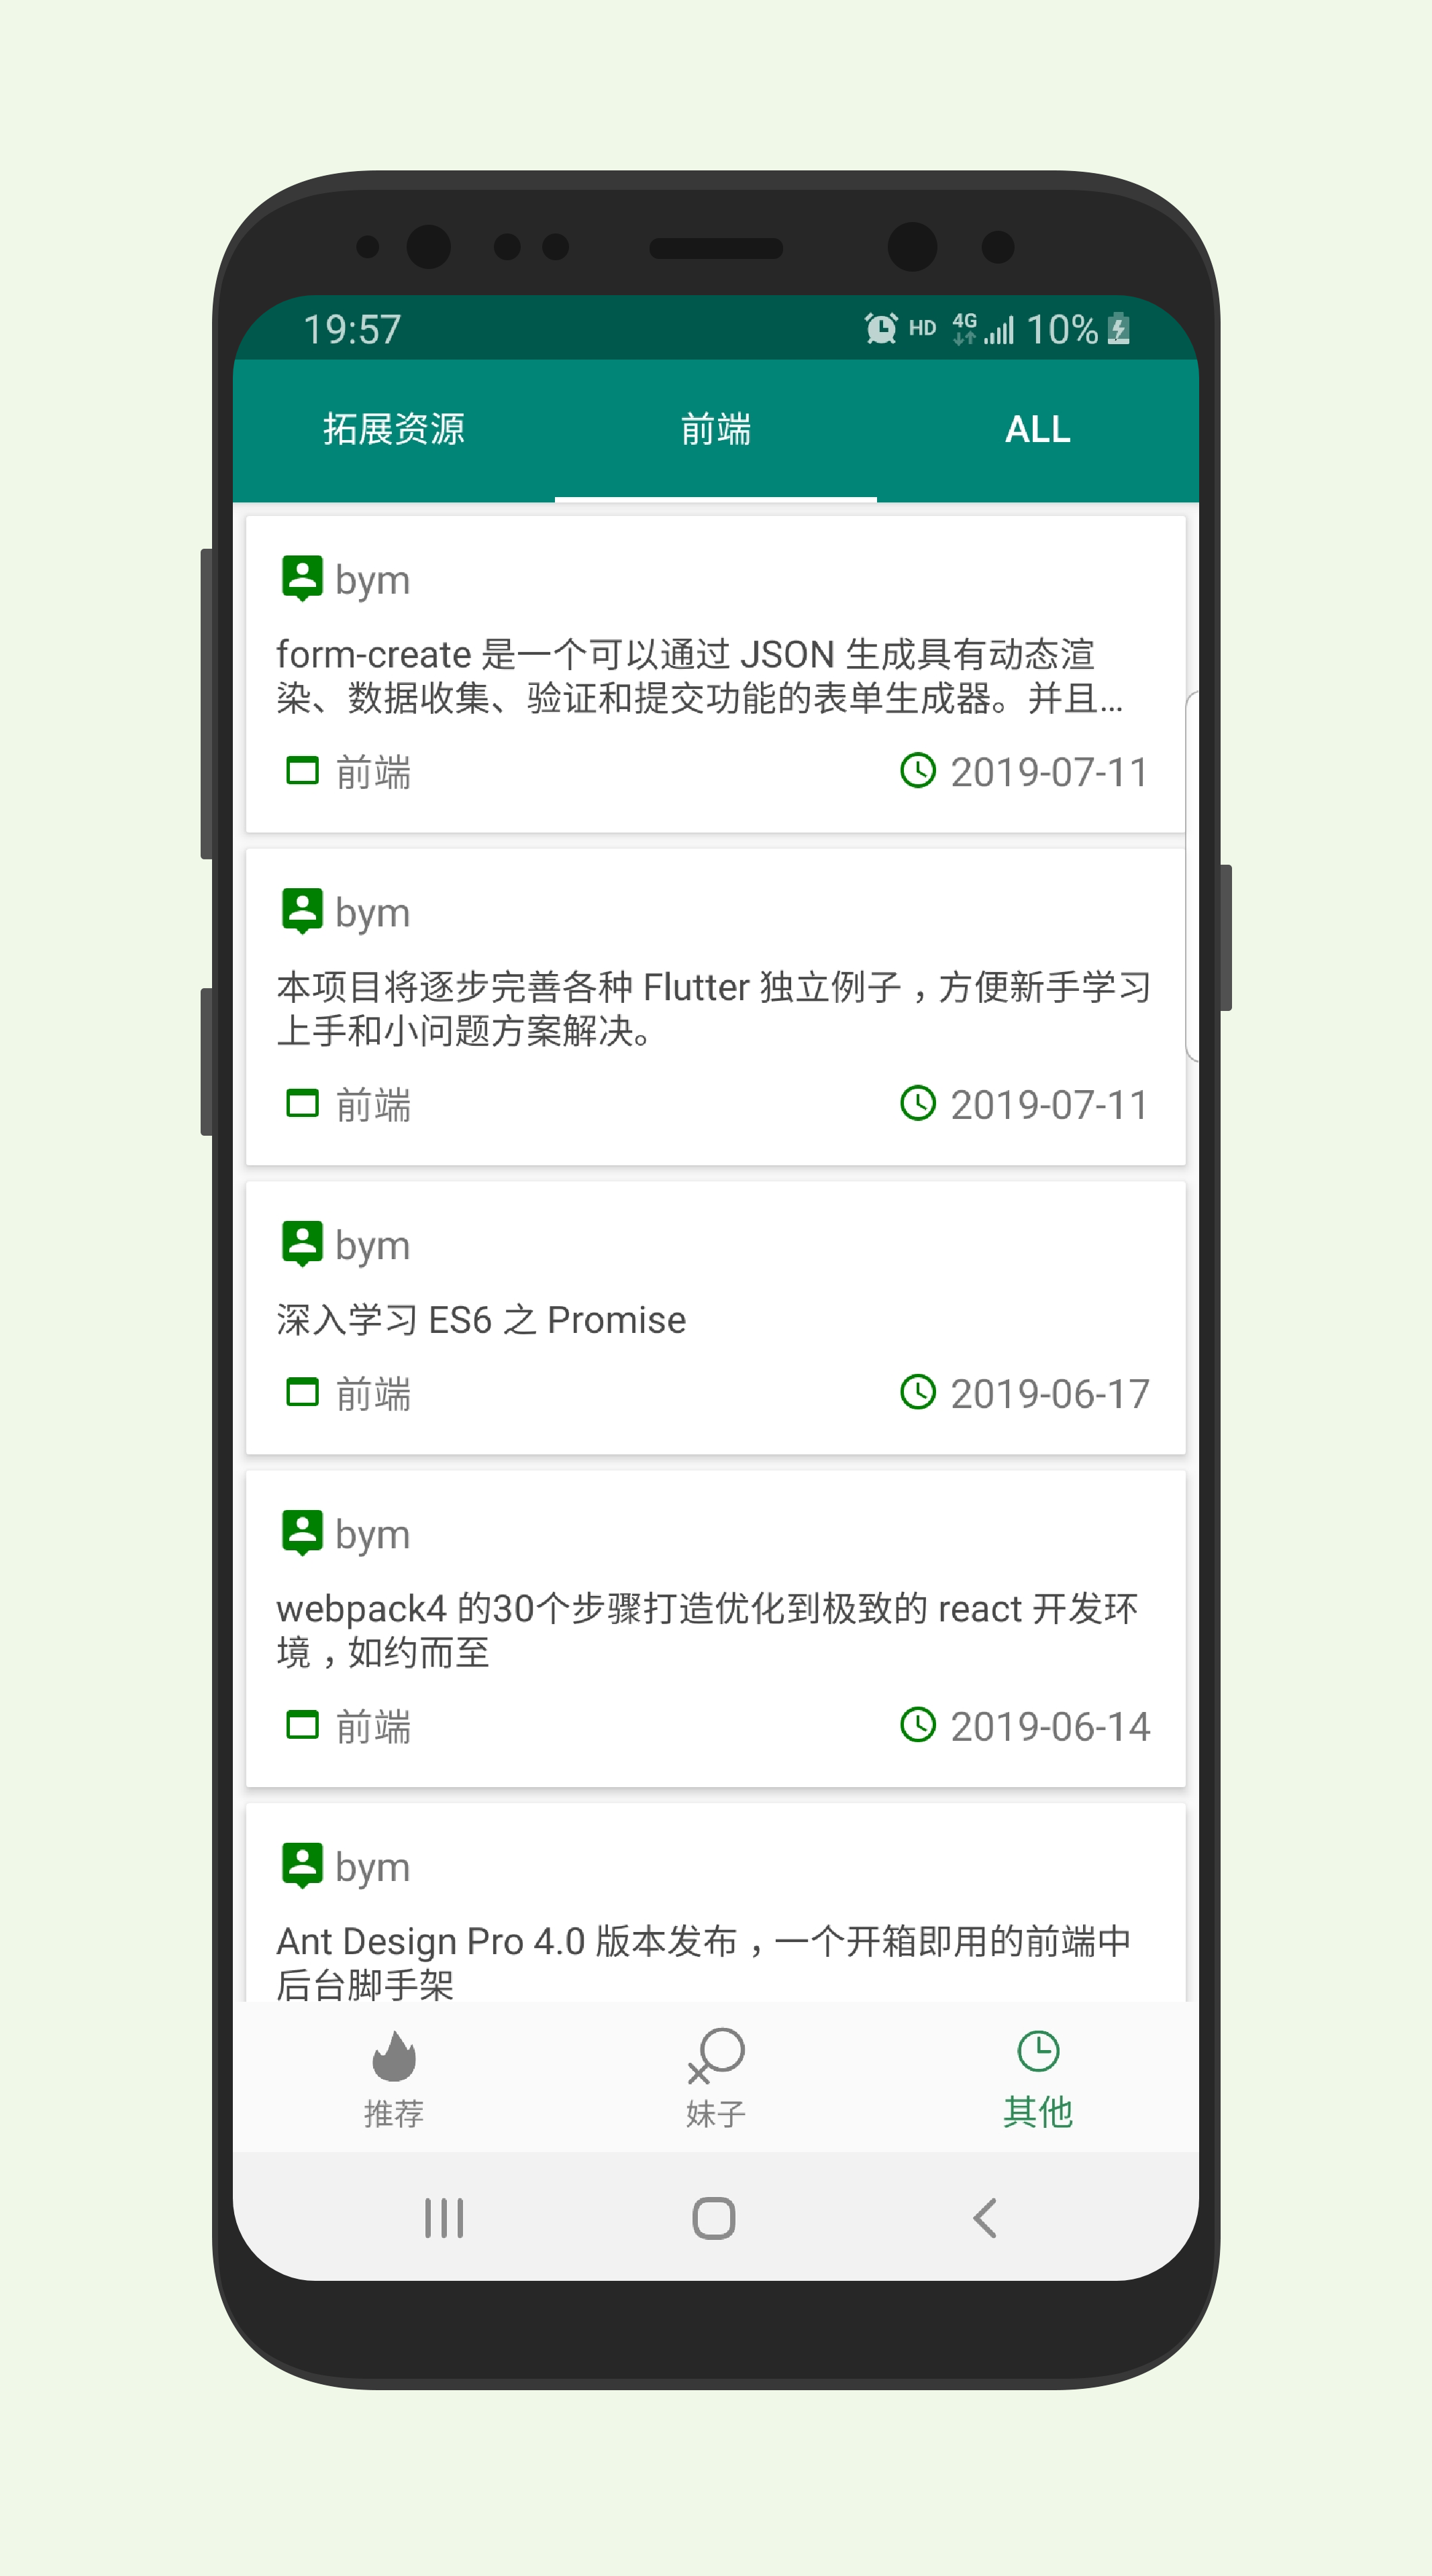 19:57 HD 4G 10%
拓展资源 前端 ALL
bym
form-create 是一个可以通过 JSON 生成具有动态渲
染、数据收集、验证和提交功能的表单生成器。并且...
前端 2019-07-11
bym
本项目将逐步完善各种 Flutter 独立例子，方便新手学习
上手和小问题方案解决。
前端 2019-07-11
bym
深入学习 ES6 之 Promise
前端 2019-06-17
bym
webpack4 的30个步骤打造优化到极致的 react 开发环
境，如约而至
前端 2019-06-14
bym
Ant Design Pro 4.0 版本发布，一个开箱即用的前端中
后台脚手架
推荐 妹子 其他